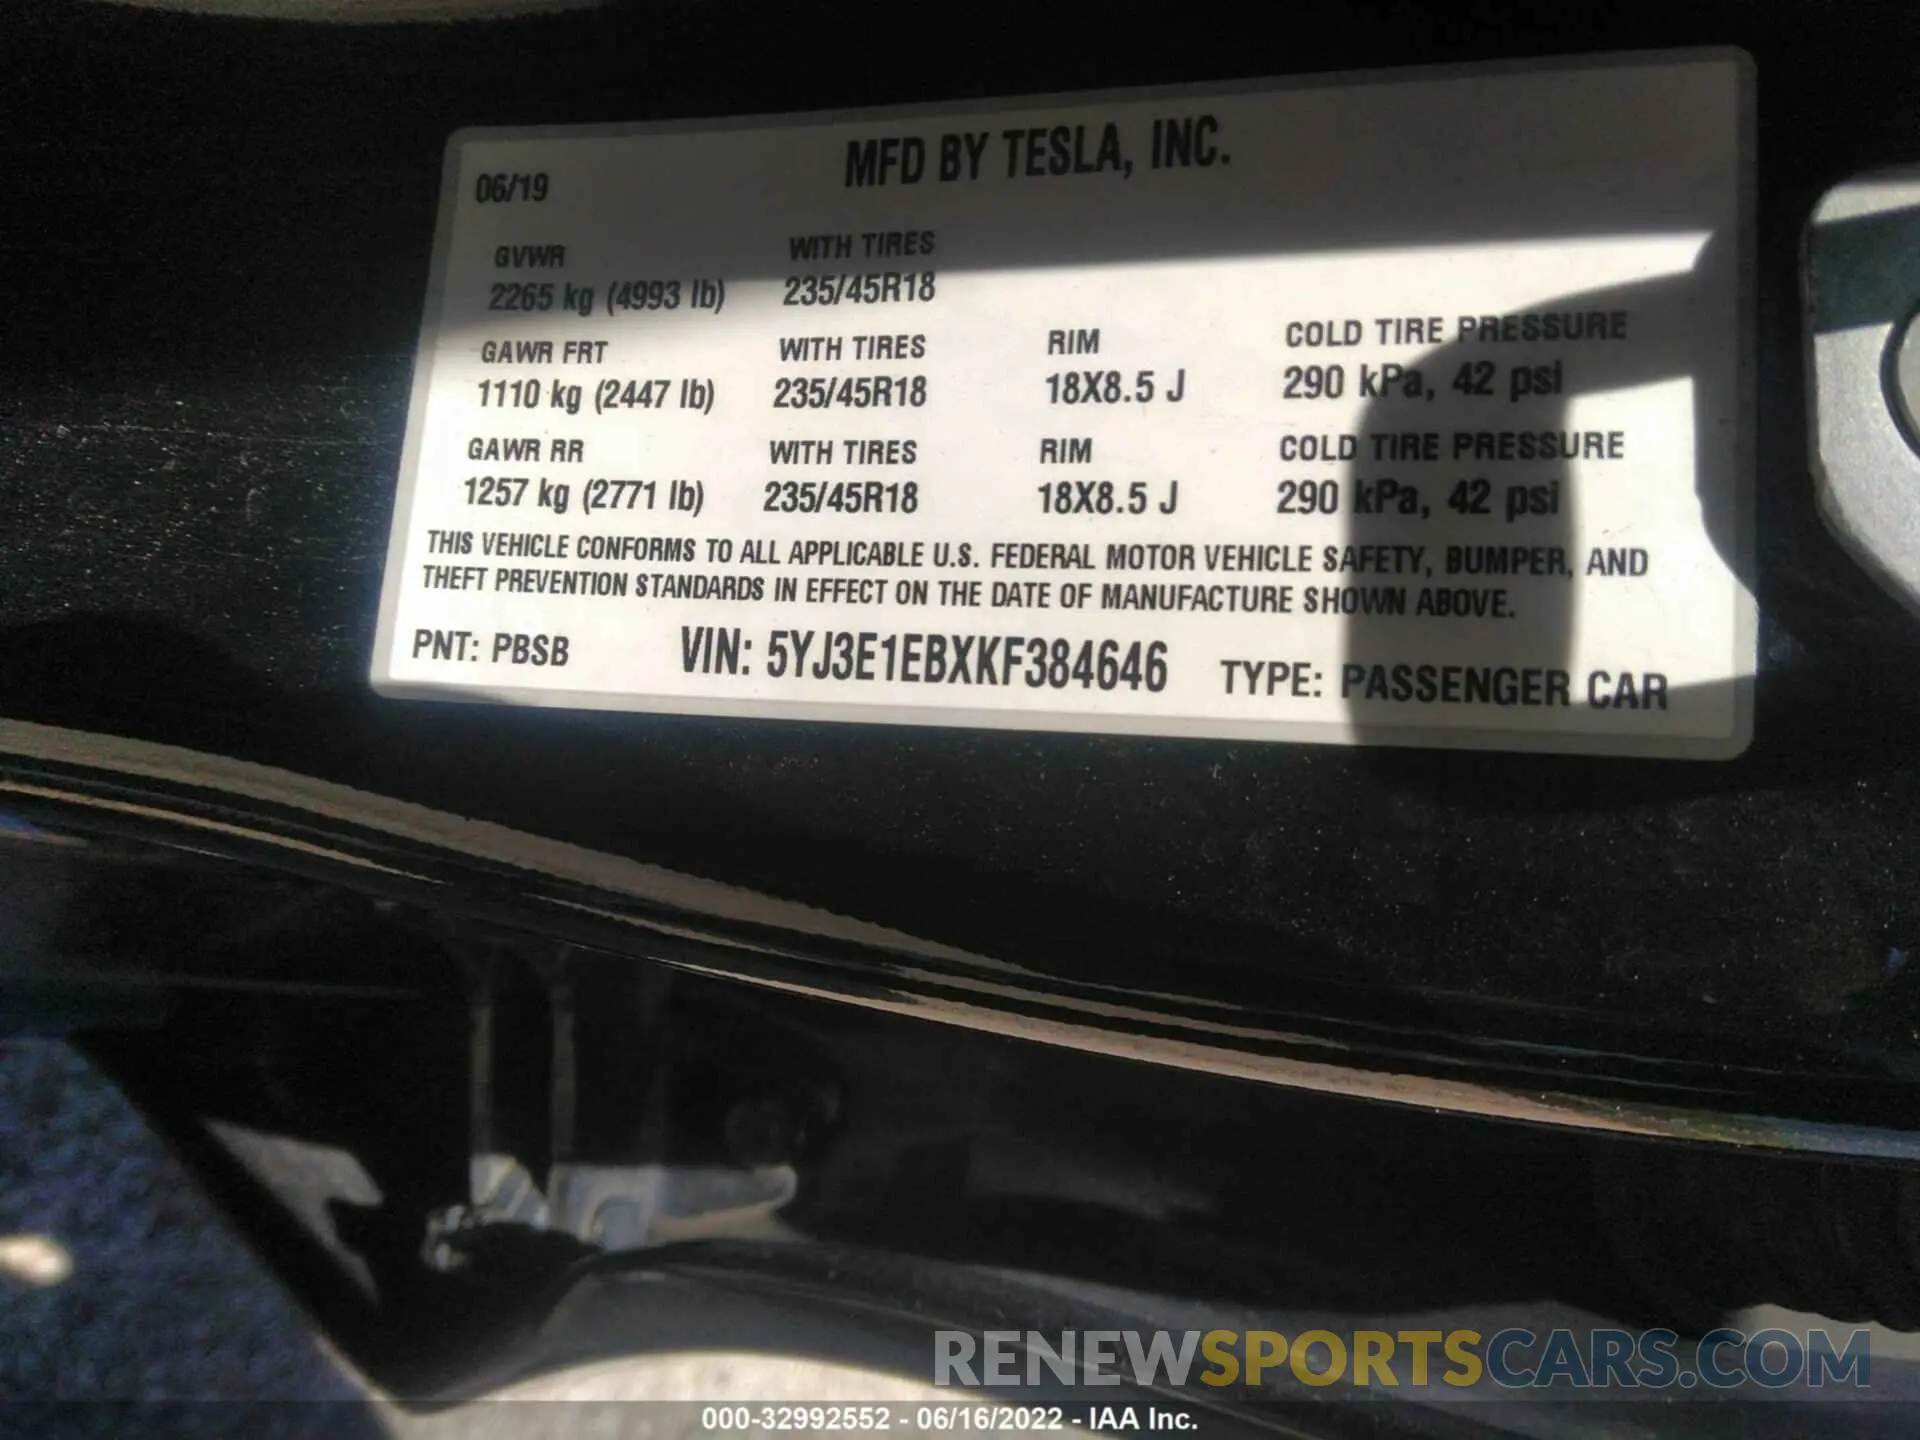 MFD BY TESLA, INC.
06/19
GVWR WITH TIRES
2265 kg (4993 lb) 235/45R18
GAWR FRT WITH TIRES RIM COLD TIRE PRESSURE
1110 kg (2447 lb) 235/45R18 18X8.5 J 290 kPa, 42 psi
GAWR RR WITH TIRES RIM COLD TIRE PRESSURE
1257 kg (2771 lb) 235/45R18 18X8.5 J 290 kPa, 42 psi
THIS VEHICLE CONFORMS TO ALL APPLICABLE U.S. FEDERAL MOTOR VEHICLE SAFETY, BUMPER, AND
THEFT PREVENTION STANDARDS IN EFFECT ON THE DATE OF MANUFACTURE SHOWN ABOVE.
PNT: PBSB VIN: 5YJ3E1EBXKF384646 TYPE: PASSENGER CAR
RENEWSPORTSCARS.COM
000-32992552 - 06/16/2022 - IAA Inc.